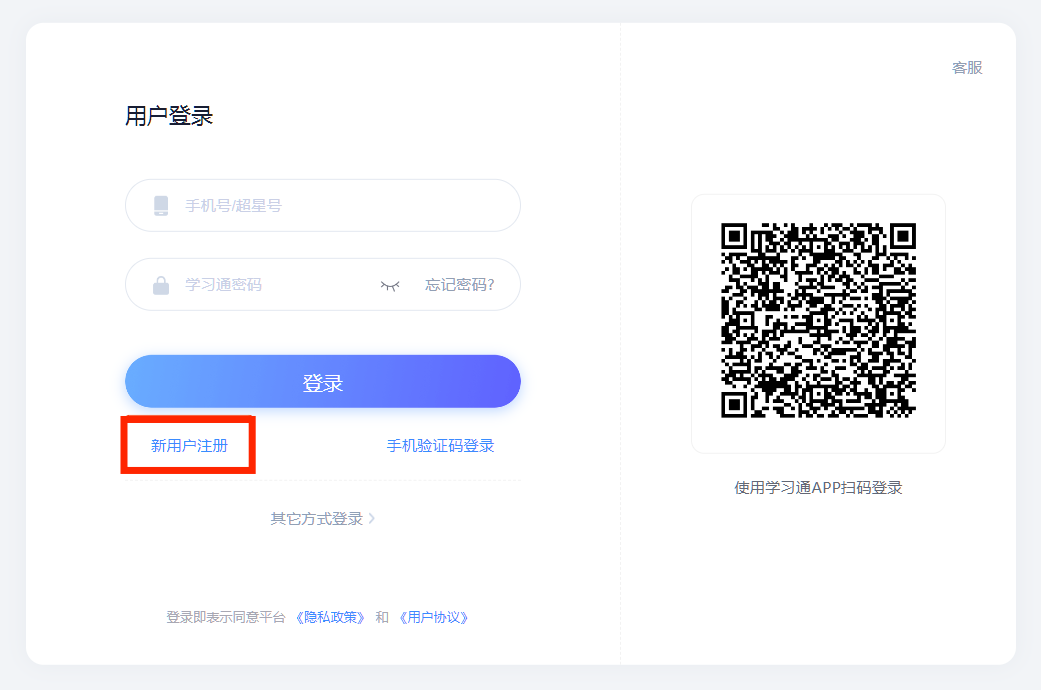 客服
用户登录
手机号/超星号
学习通密码 忘记密码?
登录
新用户注册 手机验证码登录
使用学习通APP扫码登录
其它方式登录
登录即表示同意平台 《隐私政策》 和 《用户协议》